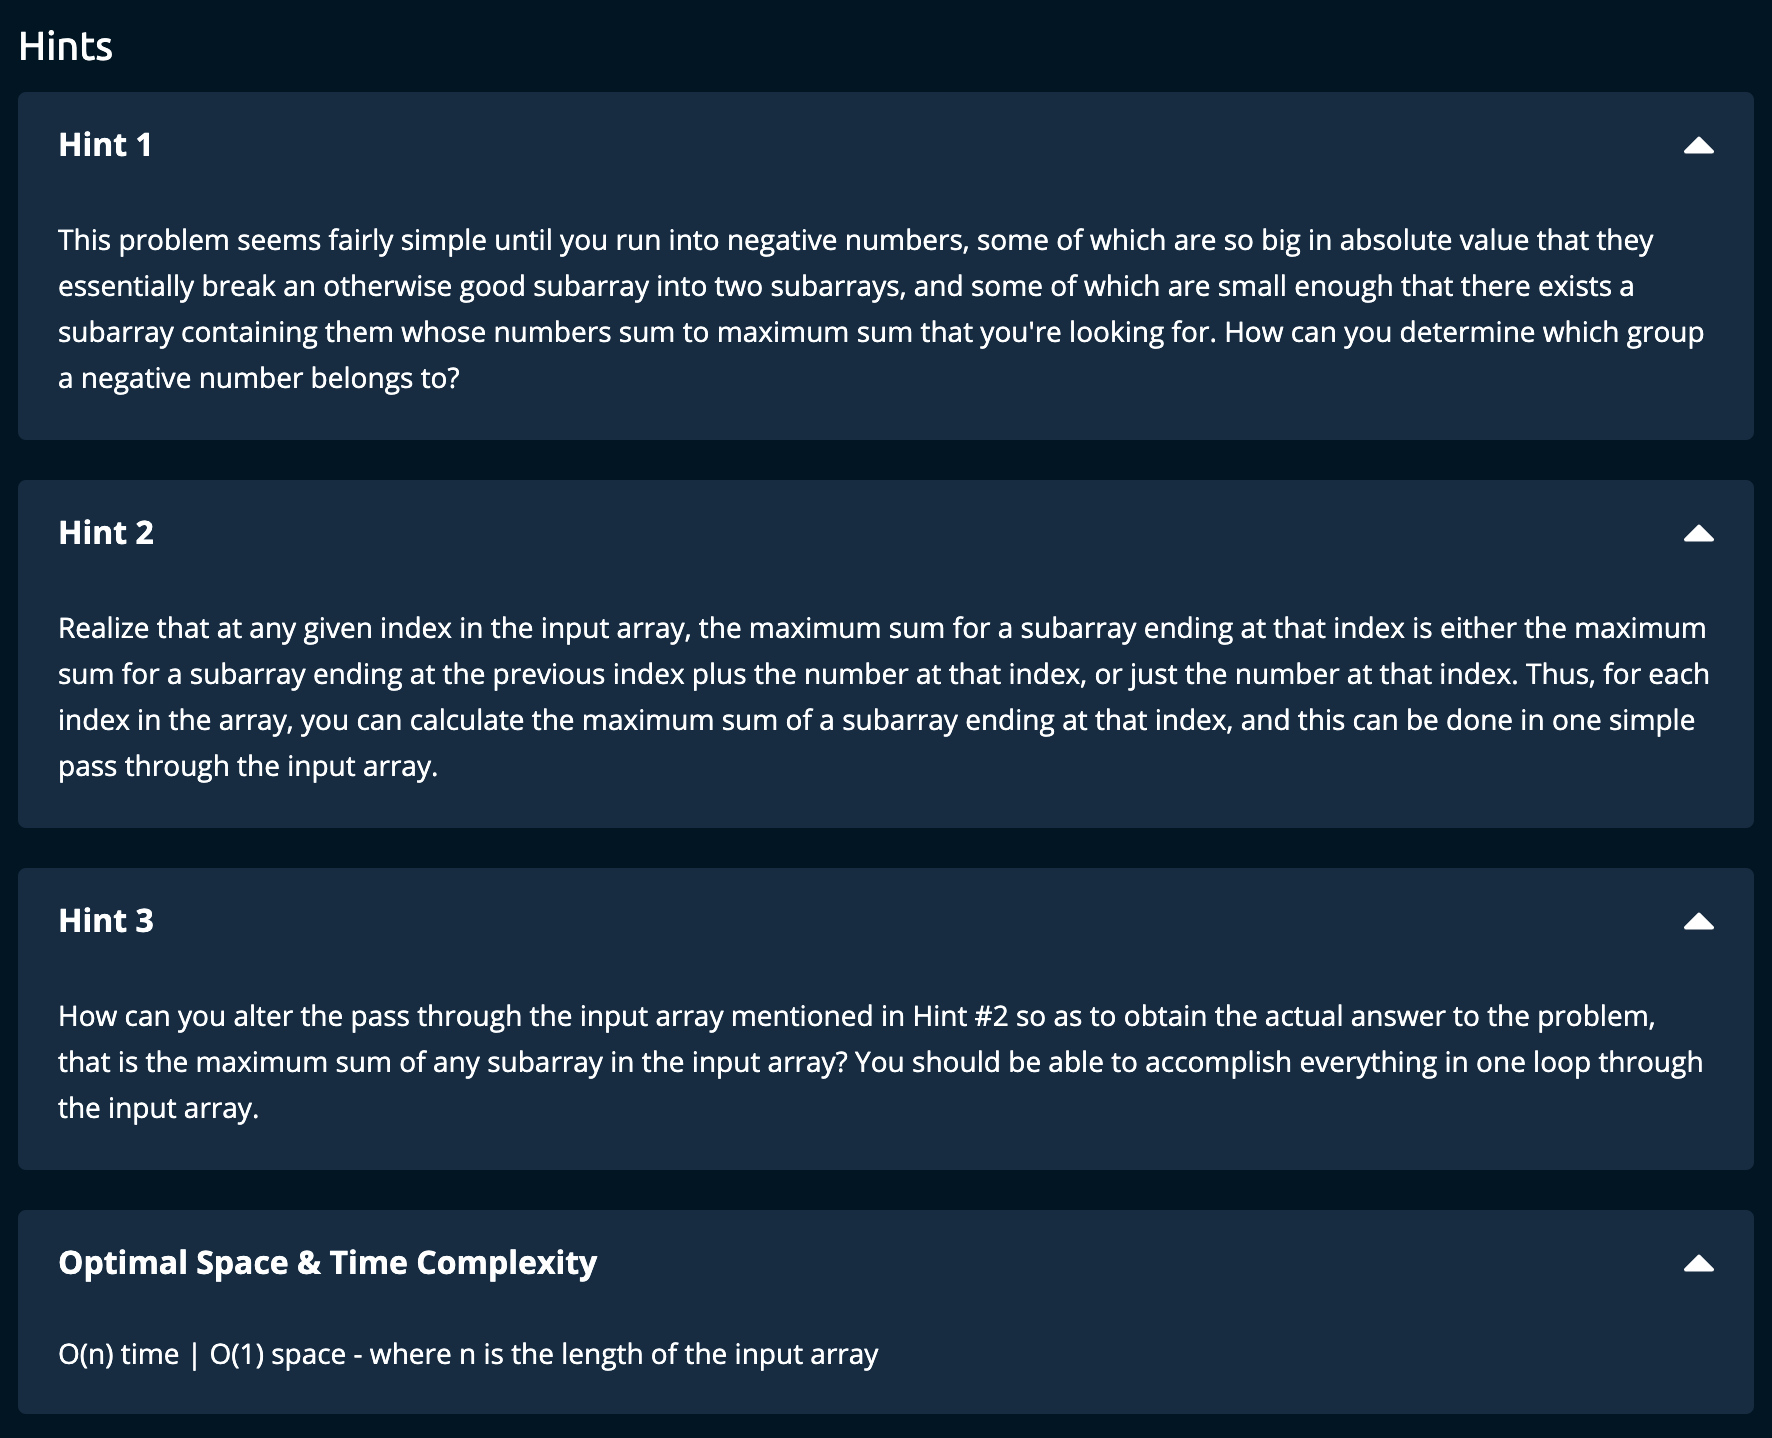 Hints
Hint 1
This problem seems fairly simple until you run into negative numbers, some of which are so big in absolute value that they
essentially break an otherwise good subarray into two subarrays, and some of which are small enough that there exists a
subarray containing them whose numbers sum to maximum sum that you're looking for. How can you determine which group
a negative number belongs to?
Hint 2
Realize that at any given index in the input array, the maximum sum for a subarray ending at that index is either the maximum
sum for a subarray ending at the previous index plus the number at that index, or just the number at that index. Thus, for each
index in the array, you can calculate the maximum sum of a subarray ending at that index, and this can be done in one simple
pass through the input array.
Hint 3
How can you alter the pass through the input array mentioned in Hint #2 so as to obtain the actual answer to the problem,
that is the maximum sum of any subarray in the input array? You should be able to accomplish everything in one loop through
the input array.
Optimal Space & Time Complexity
O(n) time | O(1) space - where n is the length of the input array